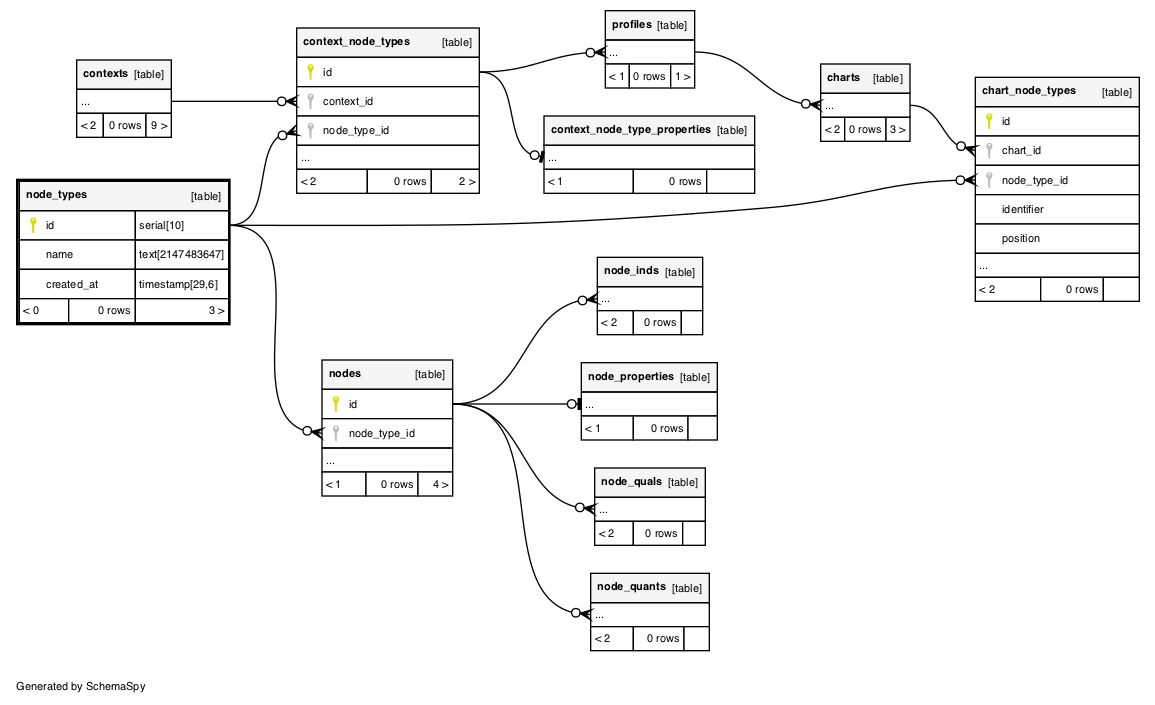 contexts [table]
...
< 2 0 rows 9 >
node_types [table]
id serial[10]
name text[2147483647]
created_at timestamp[29,6]
< 0 0 rows 3 >
context_node_types [table]
id
context_id
node_type_id
...
< 2 0 rows 2 >
profiles [table]
...
< 1 0 rows 1 >
context_node_type_properties [table]
...
< 1 0 rows
charts [table]
...
< 2 0 rows 3 >
chart_node_types [table]
id
chart_id
node_type_id
identifier
position
...
< 2 0 rows
nodes [table]
id
node_type_id
...
< 1 0 rows 4 >
node_inds [table]
...
< 2 0 rows
node_properties [table]
...
< 1 0 rows
node_quals [table]
...
< 2 0 rows
node_quants [table]
...
< 2 0 rows
Generated by SchemaSpy